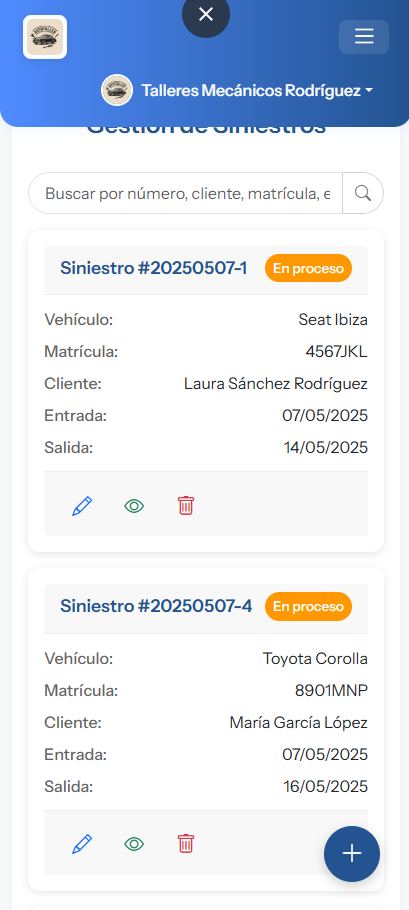 Talleres Mecánicos Rodríguez
Gestión de Siniestros
Buscar por número, cliente, matrícula, e
Siniestro #20250507-1 En proceso
Vehículo: Seat Ibiza
Matrícula: 4567JKL
Cliente: Laura Sánchez Rodríguez
Entrada: 07/05/2025
Salida: 14/05/2025
Siniestro #20250507-4 En proceso
Vehículo: Toyota Corolla
Matrícula: 8901MNP
Cliente: María García López
Entrada: 07/05/2025
Salida: 16/05/2025